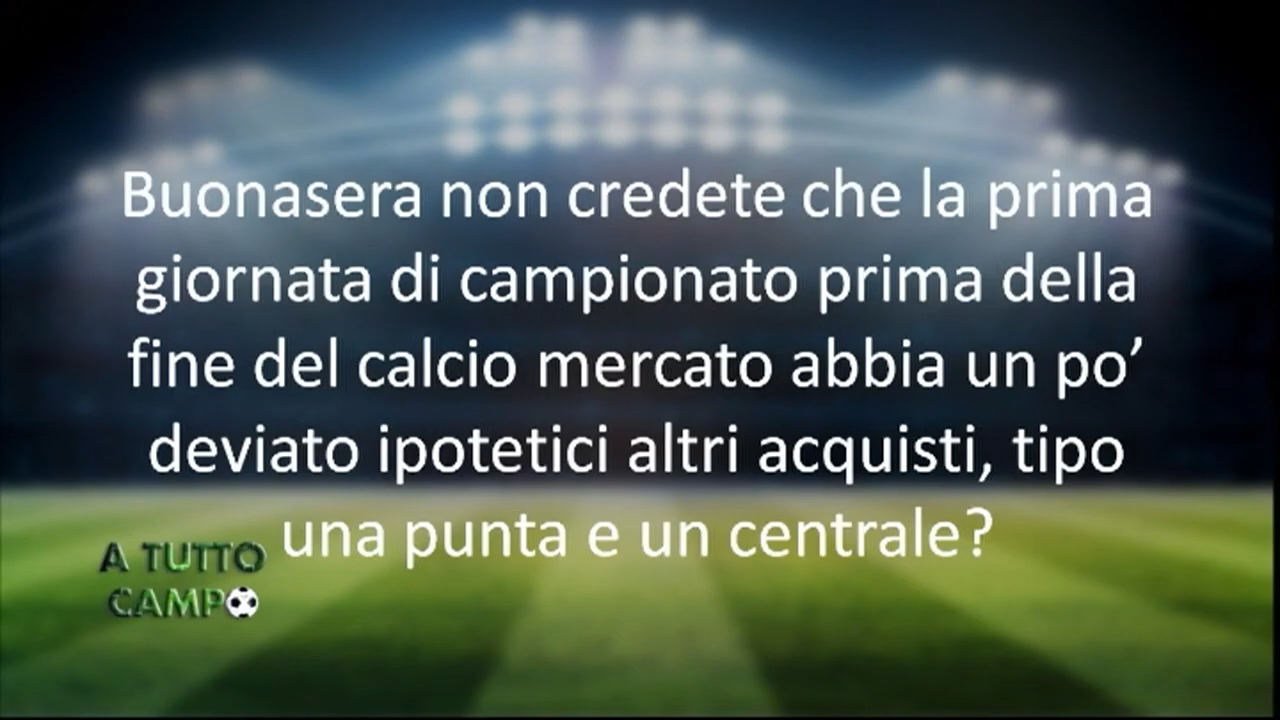 Buonasera non credete che la prima
giornata di campionato prima della
fine del calcio mercato abbia un po’
deviato ipotetici altri acquisti, tipo
una punta e un centrale?
A TUTTO
CAMPO